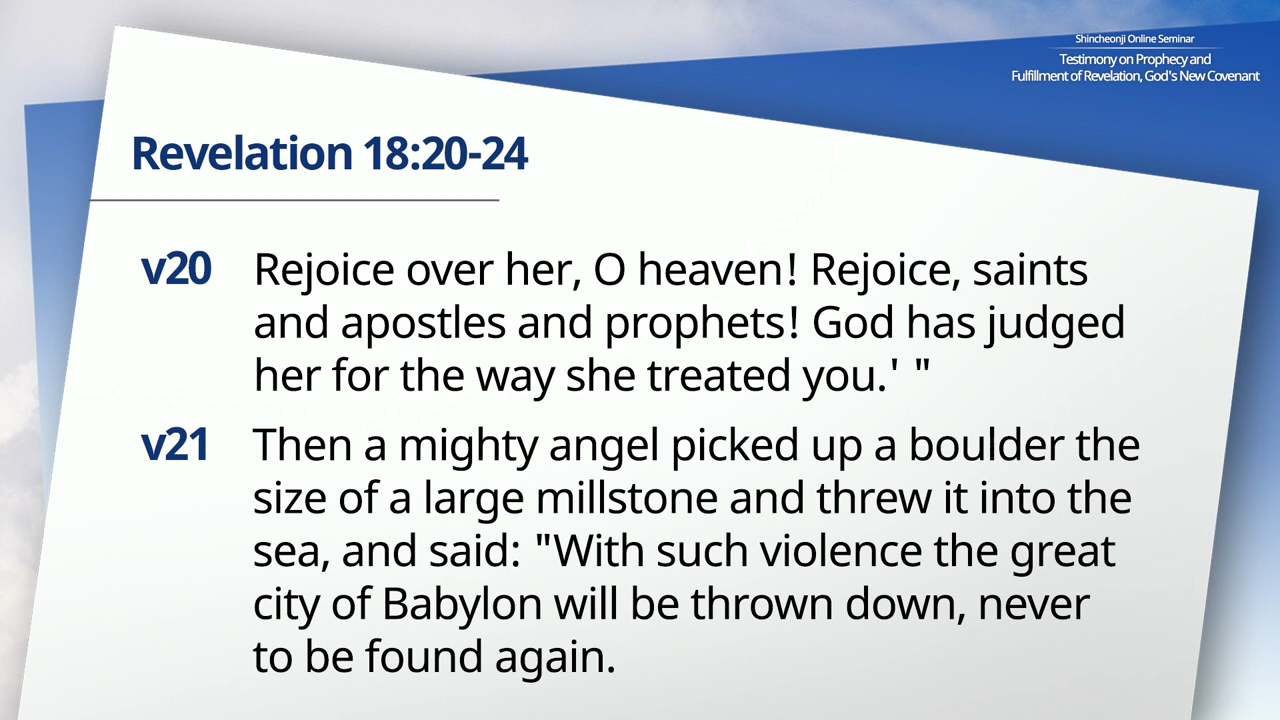 Shincheonji Online Seminar
Testimony on Prophecy and
Fulfillment of Revelation, God's New Covenant
Revelation 18:20-24
v20 Rejoice over her, O heaven! Rejoice, saints
and apostles and prophets! God has judged
her for the way she treated you.' "
v21 Then a mighty angel picked up a boulder the
size of a large millstone and threw it into the
sea, and said: "With such violence the great
city of Babylon will be thrown down, never
to be found again.